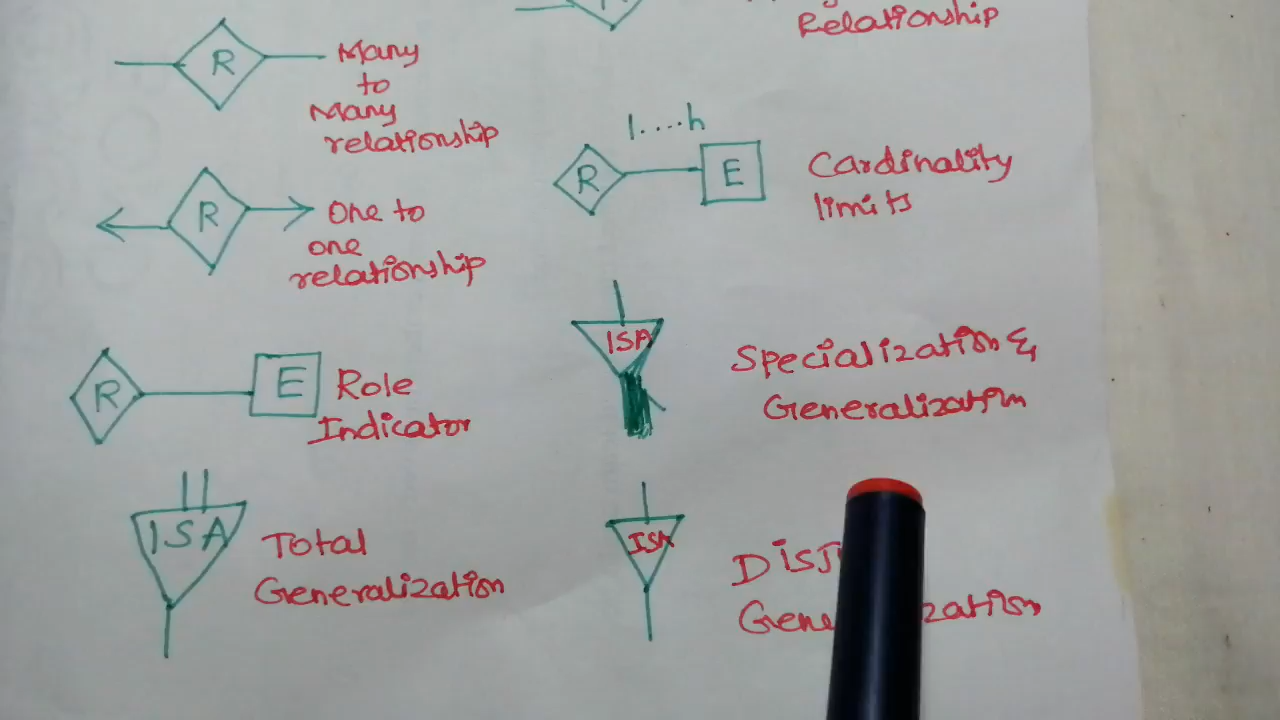 Relationship
R
Many
to
Many
relationship
1....h
R
E
Cardinality
limits
R
One to
one
relationship
ISA
Specialization &
Generalization
R
E
Role
Indicator
ISA
Total
Generalization
ISA